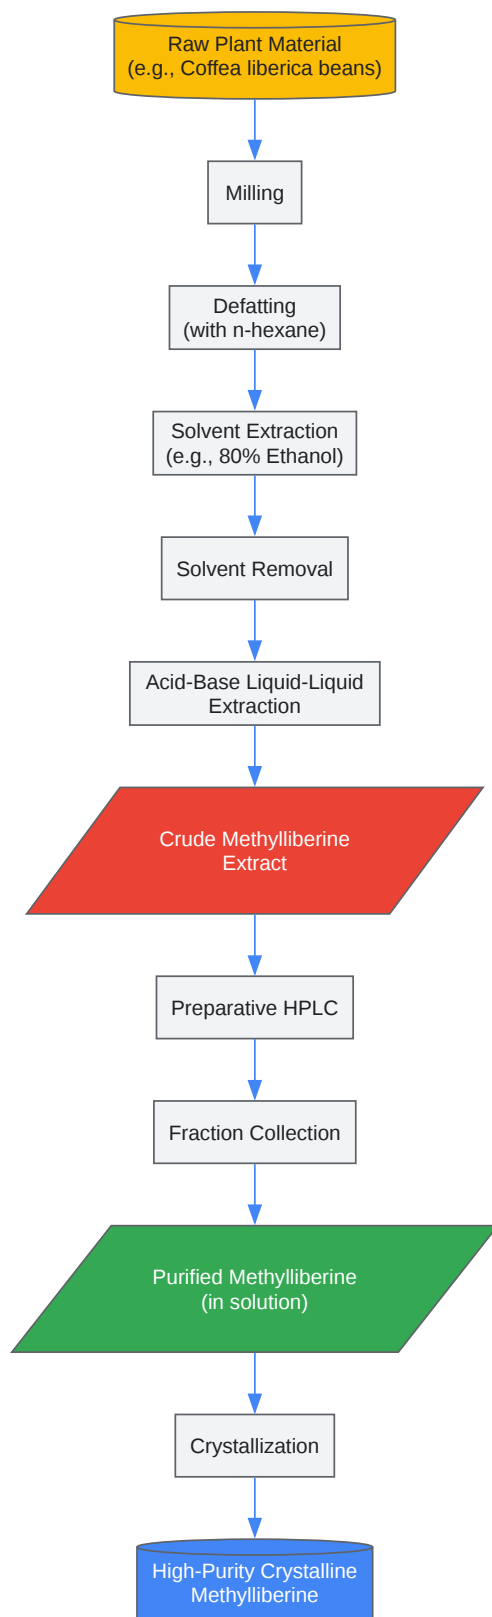 Raw Plant Material
(e.g., Coffea liberica beans)
Milling
Defatting
(with n-hexane)
Solvent Extraction
(e.g., 80% Ethanol)
Solvent Removal
Acid-Base Liquid-Liquid
Extraction
Crude Methylliberine
Extract
Preparative HPLC
Fraction Collection
Purified Methylliberine
(in solution)
Crystallization
High-Purity Crystalline
Methylliberine